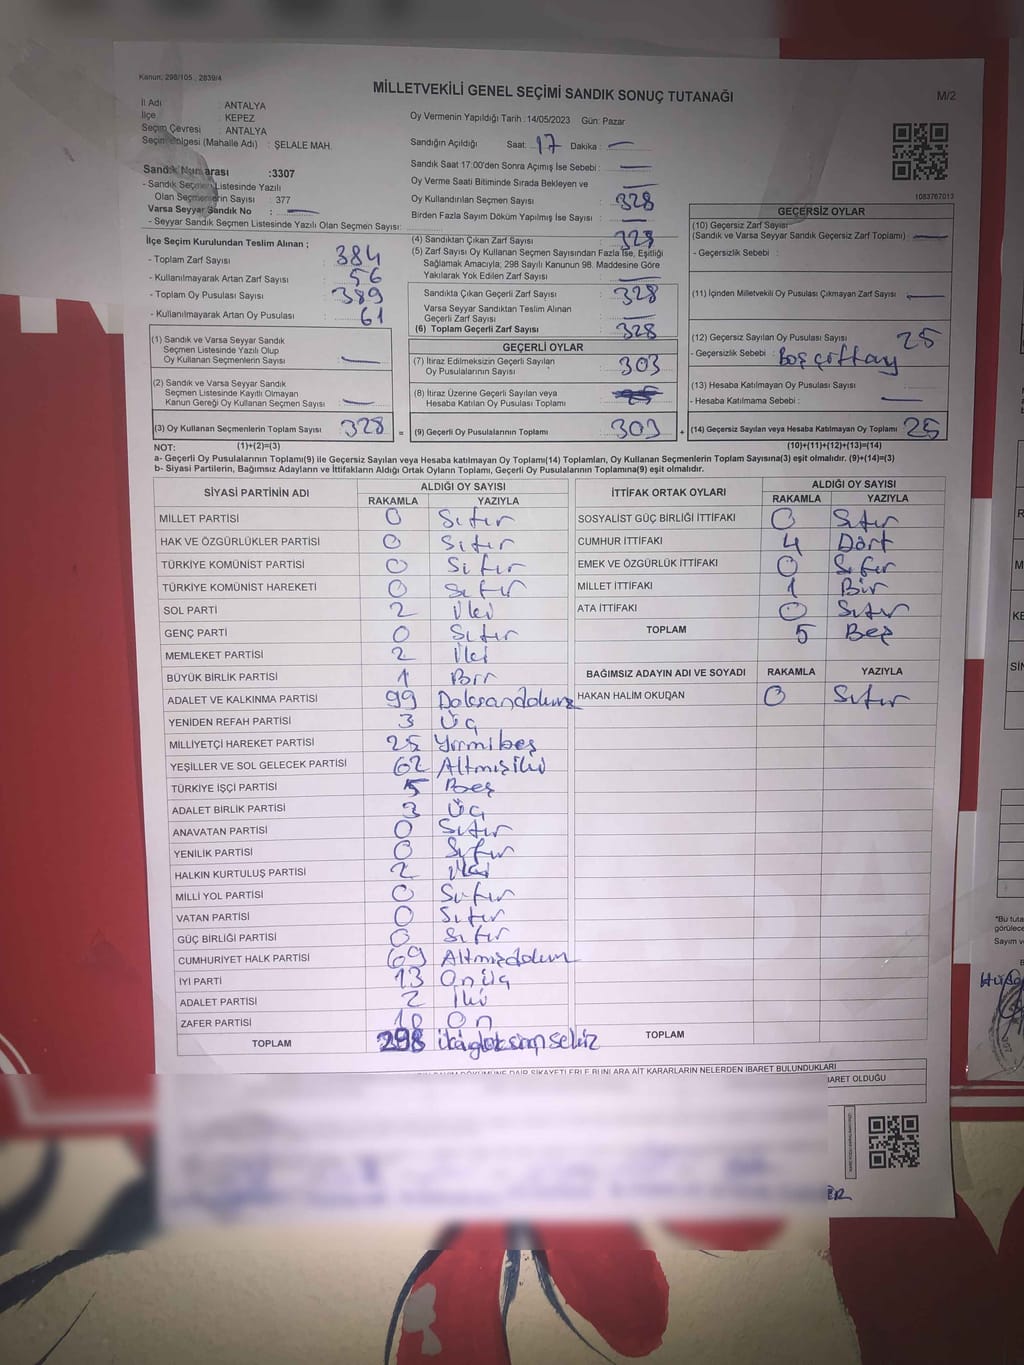 Kanun; 298/105., 2839/4
MİLLETVEKİLİ GENEL SEÇİMİ SANDIK SONUÇ TUTANAĞI
M/2
İl Adı : ANTALYA
İlçe : KEPEZ
Seçim Çevresi : ANTALYA
Seçim Bölgesi (Mahalle Adı) : ŞELALE MAH.
Sandık Numarası :3307
- Sandık Seçmen Listesinde Yazılı
Olan Seçmenlerin Sayısı : 377
Varsa Seyyar Sandık No : —
- Seyyar Sandık Seçmen Listesinde Yazılı Olan Seçmen Sayısı:
İlçe Seçim Kurulundan Teslim Alınan ;
- Toplam Zarf Sayısı : 384
- Kullanılmayarak Artan Zarf Sayısı : 56
- Toplam Oy Pusulası Sayısı : 389
- Kullanılmayarak Artan Oy Pusulası : 61
Oy Vermenin Yapıldığı Tarih :14/05/2023 Gün: Pazar
Sandığın Açıldığı Saat: 17 Dakika : —
Sandık Saat 17:00'den Sonra Açımış İse Sebebi : —
Oy Verme Saati Bitiminde Sırada Bekleyen ve : —
Oy Kullandırılan Seçmen Sayısı : 328
Birden Fazla Sayım Döküm Yapılmış İse Sayısı : —
(4) Sandıktan Çıkan Zarf Sayısı : 328
(5) Zarf Sayısı Oy Kullanan Seçmen Sayısından Fazla İse, Eşitliği
Sağlamak Amacıyla; 298 Sayılı Kanunun 98. Maddesine Göre
Yakılarak Yok Edilen Zarf Sayısı : —
Sandıkta Çıkan Geçerli Zarf Sayısı : 328
Varsa Seyyar Sandıktan Teslim Alınan
Geçerli Zarf Sayısı : —
(6) Toplam Geçerli Zarf Sayısı : 328
1083767013
GEÇERSİZ OYLAR
(10) Geçersiz Zarf Sayısı
(Sandık ve Varsa Seyyar Sandık Geçersiz Zarf Toplamı) : —
- Geçersizlik Sebebi :
(11) İçinden Milletvekili Oy Pusulası Çıkmayan Zarf Sayısı : —
(12) Geçersiz Sayılan Oy Pusulası Sayısı : 25
- Geçersizlik Sebebi :
(13) Hesaba Katılmayan Oy Pusulası Sayısı :
- Hesaba Katılmama Sebebi : —
(14) Geçersiz Sayılan veya Hesaba Katılmayan Oy Toplamı : 25
(1) Sandık ve Varsa Seyyar Sandık
Seçmen Listesinde Yazılı Olup
Oy Kullanan Seçmenlerin Sayısı : —
(2) Sandık ve Varsa Seyyar Sandık
Seçmen Listesinde Kayıtlı Olmayan
Kanun Gereği Oy Kullanan Seçmen Sayısı : —
(3) Oy Kullanan Seçmenlerin Toplam Sayısı : 328 =
GEÇERLİ OYLAR
(7) İtiraz Edilmeksizin Geçerli Sayılan
Oy Pusulalarının Sayısı : 303
(8) İtiraz Üzerine Geçerli Sayılan veya
Hesaba Katılan Oy Pusulası Toplamı :
(9) Geçerli Oy Pusulalarının Toplamı : 303 +
NOT: (1)+(2)=(3) (10)+(11)+(12)+(13)=(14)
a- Geçerli Oy Pusulalarının Toplamı(9) ile Geçersiz Sayılan veya Hesaba katılmayan Oy Pusulası Toplamı(14) Toplamları, Oy Kullanan Seçmenlerin Toplam Sayısına(3) eşit olmalıdır. (9)+(14)=(3)
b- Siyasi Partilerin, Bağımsız Adayların ve İttifakların Aldığı Ortak Oyların Toplamı, Geçerli Oy Pusulalarının Toplamına(9) eşit olmalıdır.
SİYASİ PARTİNİN ADI ALDIĞI OY SAYISI
RAKAMLA YAZIYLA
MİLLET PARTİSİ 0 Sıfır
HAK VE ÖZGÜRLÜKLER PARTİSİ 0 Sıfır
TÜRKİYE KOMÜNİST PARTİSİ 0 Sıfır
TÜRKİYE KOMÜNİST HAREKETİ 0 Sıfır
SOL PARTİ 2 İki
GENÇ PARTİ 0 Sıfır
MEMLEKET PARTİSİ 2 İki
BÜYÜK BİRLİK PARTİSİ 1 Bir
ADALET VE KALKINMA PARTİSİ 99 Doksandokuz
YENİDEN REFAH PARTİSİ 3 Üç
MİLLİYETÇİ HAREKET PARTİSİ 25 Yirmibeş
YEŞİLLER VE SOL GELECEK PARTİSİ 62 Altmışiki
TÜRKİYE İŞÇİ PARTİSİ 5 Beş
ADALET BİRLİK PARTİSİ 3 Üç
ANAVATAN PARTİSİ 0 Sıfır
YENİLİK PARTİSİ 0 Sıfır
HALKIN KURTULUŞ PARTİSİ 2 İki
MİLLİ YOL PARTİSİ 0 Sıfır
VATAN PARTİSİ 0 Sıfır
GÜÇ BİRLİĞİ PARTİSİ 0 Sıfır
CUMHURİYET HALK PARTİSİ 69 Altmışdokuz
İYİ PARTİ 13 Onüç
ADALET PARTİSİ 2 İki
ZAFER PARTİSİ 10 On
TOPLAM 298
İTTİFAK ORTAK OYLARI ALDIĞI OY SAYISI
RAKAMLA YAZIYLA
SOSYALİST GÜÇ BİRLİĞİ İTTİFAKI 0 Sıfır
CUMHUR İTTİFAKI 4 Dört
EMEK VE ÖZGÜRLÜK İTTİFAKI 0 Sıfır
MİLLET İTTİFAKI 1 Bir
ATA İTTİFAKI 0 Sıfır
TOPLAM 5 Beş
BAĞIMSIZ ADAYIN ADI VE SOYADI RAKAMLA YAZIYLA
HAKAN HALİM OKUDAN 0 Sıfır
TOPLAM
DÖKÜMÜNE DAİR ŞİKAYETLERLE BUNLARA AİT KARARLARIN NELERDEN İBARET BULUNDUKLARI
İBARET OLDUĞU